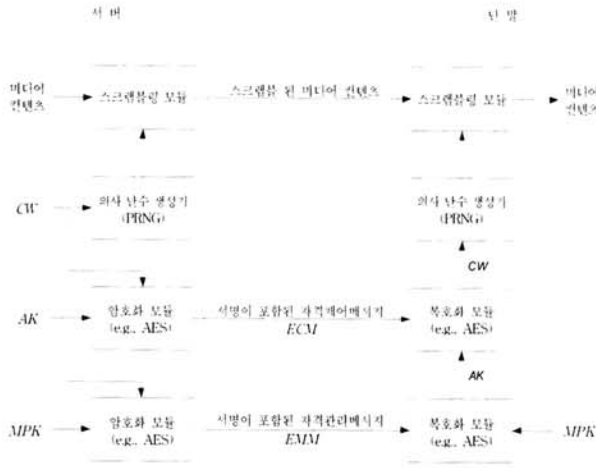 서 버
단 말
미디어
컨텐츠
스크램블링 모듈
스크램블 된 미디어 컨텐츠
스크램블링 모듈
미디어
컨텐츠
CW
의사 난수 생성기
(PRNG)
의사 난수 생성기
(PRNG)
CW
AK
암호화 모듈
(e.g., AES)
서명이 포함된 자격제어메시지
ECM
복호화 모듈
(e.g., AES)
AK
MPK
암호화 모듈
(e.g., AES)
서명이 포함된 자격관리메시지
EMM
복호화 모듈
(e.g., AES)
MPK